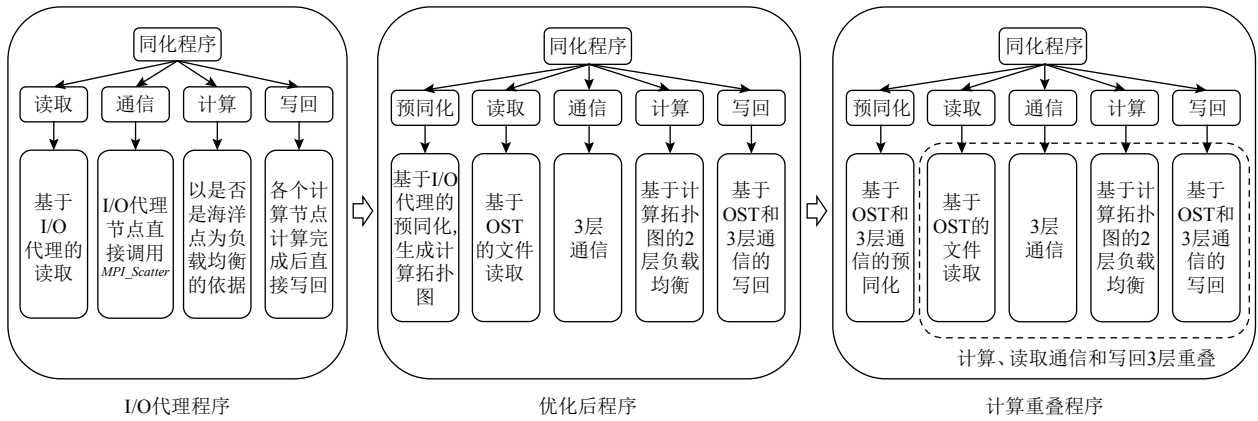 同化程序
读取
通信
计算
写回
基于
I/O
代理的
读取
I/O代理
节点直
接调用
MPI_Scatter
以是否
是海洋
点为负
载均衡
的依据
各个计
算节点
计算完
成后直
接写回
I/O代理程序
同化程序
预同化
读取
通信
计算
写回
基于I/O
代理的
预同化,
生成计
算拓扑
图
基于
OST
的文件
读取
3层
通信
基于计
算拓扑
图的2
层负载
均衡
基于
OST和
3层通
信的
写回
优化后程序
同化程序
预同化
读取
通信
计算
写回
基于
OST和
3层通
信的预
同化
基于
OST的
文件
读取
3层
通信
基于计
算拓扑
图的2
层负载
均衡
基于
OST和
3层通
信的
写回
计算、读取通信和写回3层重叠
计算重叠程序